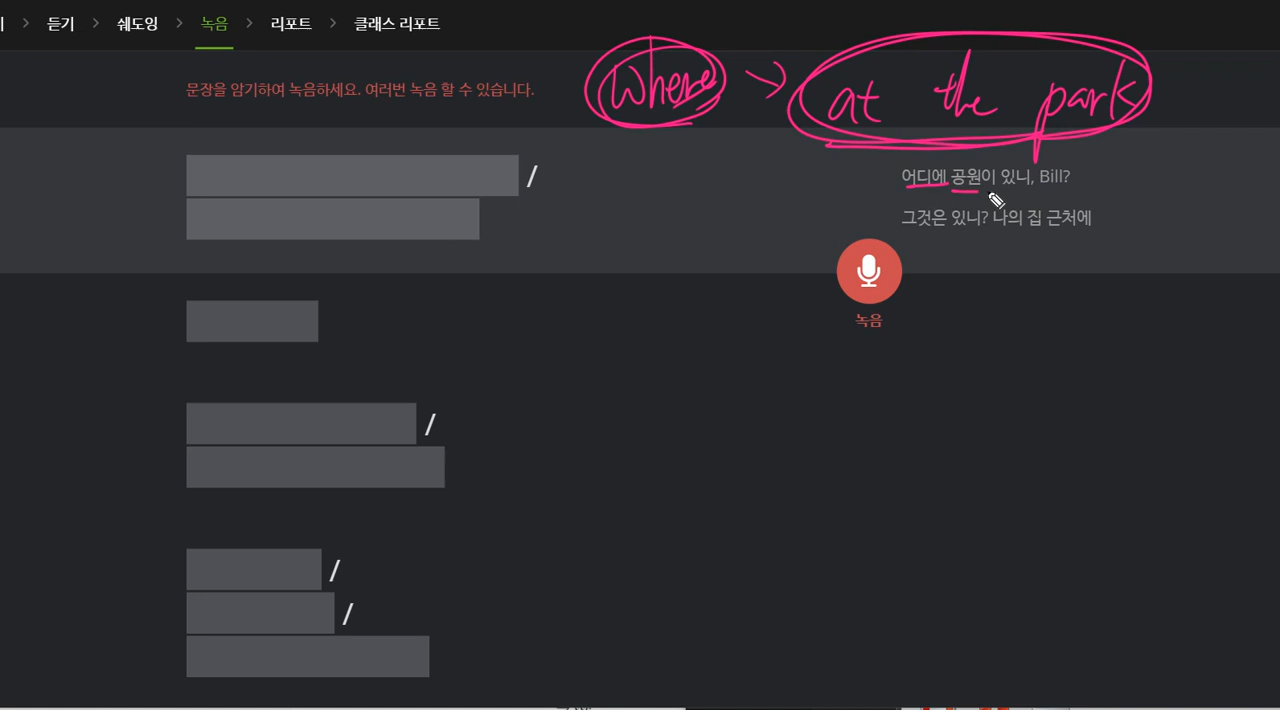 듣기 > 쉐도잉 > 녹음 > 리포트 > 클래스 리포트
문장을 암기하여 녹음하세요. 여러번 녹음 할 수 있습니다.
where → at the park
/
어디에 공원이 있니, Bill?
그것은 있니? 나의 집 근처에
녹음
/
/
/